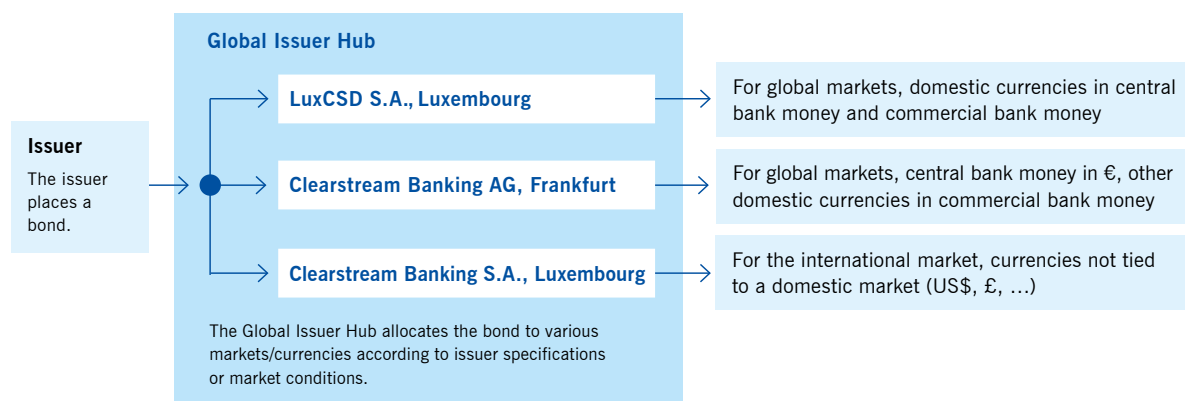 Global Issuer Hub
Issuer
The issuer
places a
bond.
LuxCSD S.A., Luxembourg
For global markets, domestic currencies in central
bank money and commercial bank money
Clearstream Banking AG, Frankfurt
For global markets, central bank money in €, other
domestic currencies in commercial bank money
Clearstream Banking S.A., Luxembourg
For the international market, currencies not tied
to a domestic market (US$, £, …)
The Global Issuer Hub allocates the bond to various
markets/currencies according to issuer specifications
or market conditions.